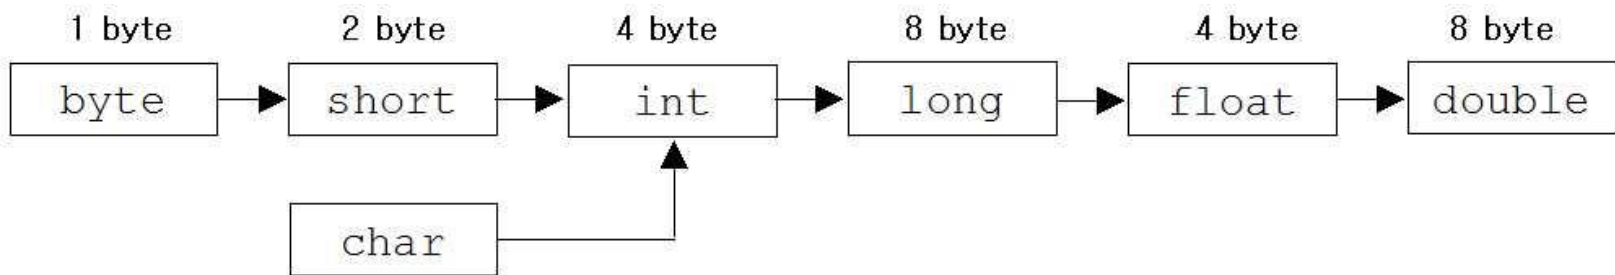 1 byte 2 byte 4 byte 8 byte 4 byte 8 byte
byte short int long float double
char